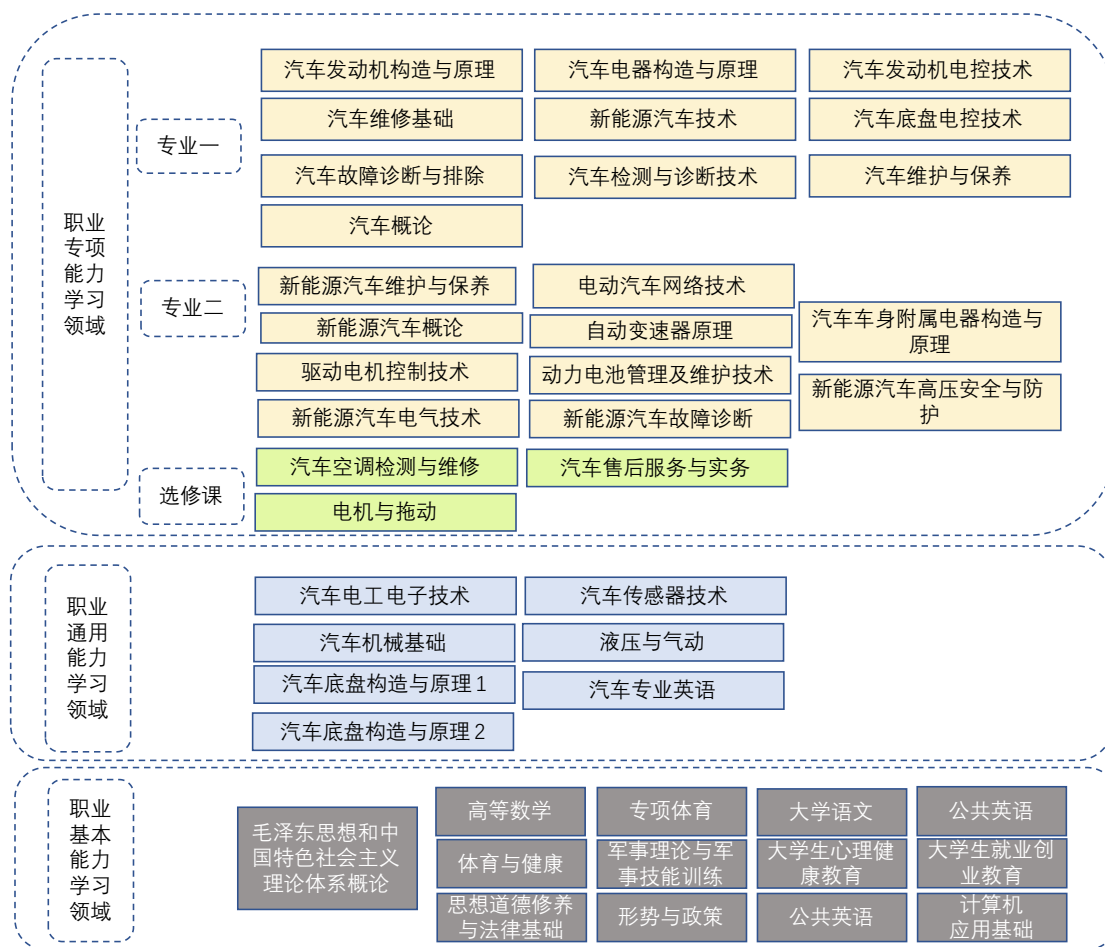 职业
专项
能力
学习
领域
专业一
汽车发动机构造与原理
汽车电器构造与原理
汽车发动机电控技术
汽车维修基础
新能源汽车技术
汽车底盘电控技术
汽车故障诊断与排除
汽车检测与诊断技术
汽车维护与保养
汽车概论
专业二
新能源汽车维护与保养
电动汽车网络技术
新能源汽车概论
自动变速器原理
汽车车身附属电器构造与
原理
驱动电机控制技术
动力电池管理及维护技术
新能源汽车高压安全与防
护
新能源汽车电气技术
新能源汽车故障诊断
选修课
汽车空调检测与维修
汽车售后服务与实务
电机与拖动
职业
通用
能力
学习
领域
汽车电工电子技术
汽车传感器技术
汽车机械基础
液压与气动
汽车底盘构造与原理1
汽车专业英语
汽车底盘构造与原理2
职业
基本
能力
学习
领域
毛泽东思想和中
国特色社会主义
理论体系概论
高等数学
专项体育
大学语文
公共英语
体育与健康
军事理论与军
事技能训练
大学生心理健
康教育
大学生就业创
业教育
思想道德修养
与法律基础
形势与政策
公共英语
计算机
应用基础